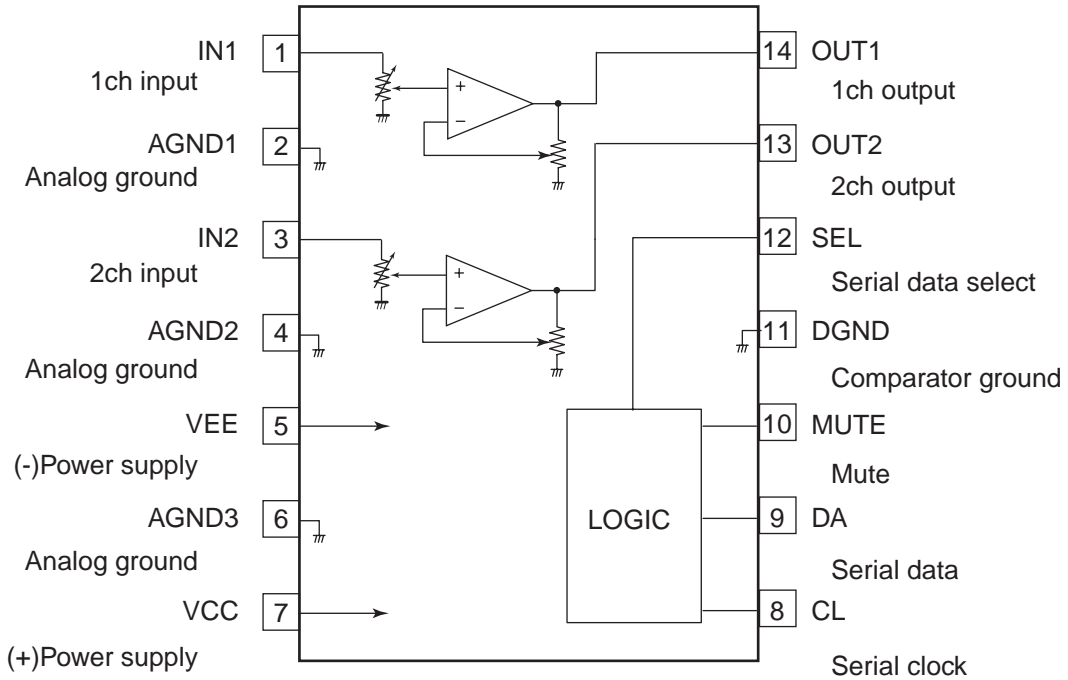 IN1 1
1ch input
AGND1 2
Analog ground
IN2 3
2ch input
AGND2 4
Analog ground
VEE 5
(-)Power supply
AGND3 6
Analog ground
VCC 7
(+)Power supply
+
−
+
−
LOGIC
14 OUT1
1ch output
13 OUT2
2ch output
12 SEL
Serial data select
11 DGND
Comparator ground
10 MUTE
Mute
9 DA
Serial data
8 CL
Serial clock